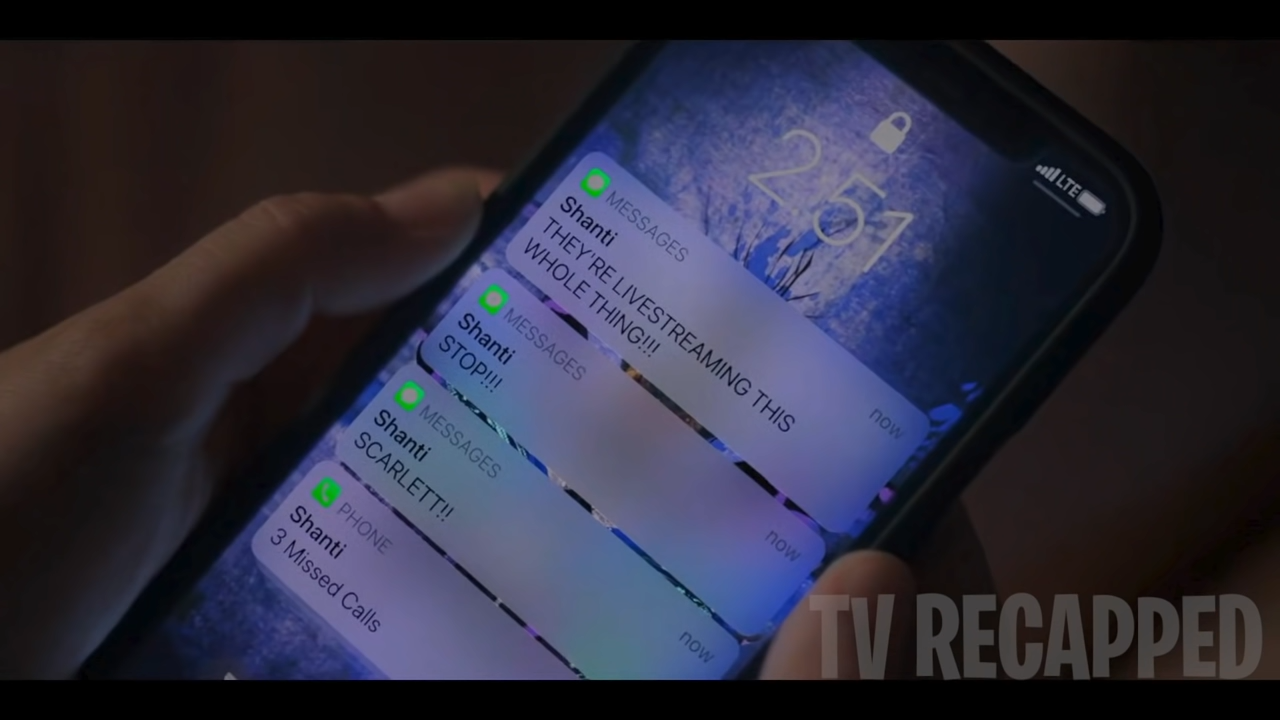 2:51
LTE
MESSAGES
now
Shanti
THEY'RE LIVESTREAMING THIS
WHOLE THING!!!
MESSAGES
now
Shanti
STOP!!!
MESSAGES
now
Shanti
SCARLETT!!
PHONE
Shanti
3 Missed Calls
TV RECAPPED